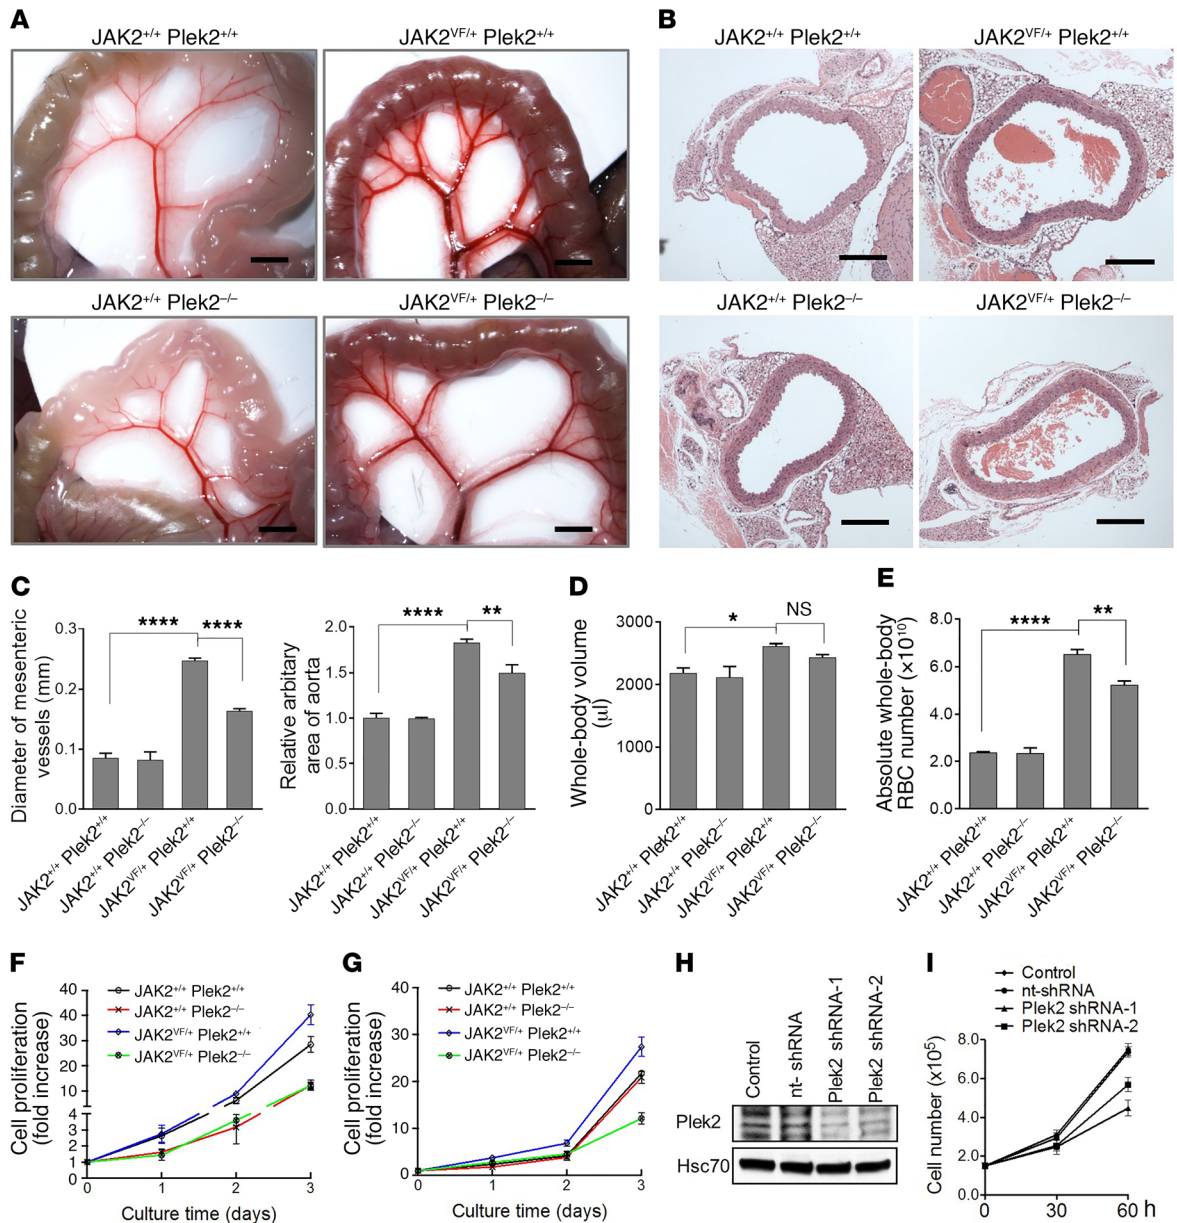 A
JAK2+/+ Plek2+/+
JAK2VF/+ Plek2+/+
JAK2+/+ Plek2–/–
JAK2VF/+ Plek2–/–
B
JAK2+/+ Plek2+/+
JAK2VF/+ Plek2+/+
JAK2+/+ Plek2–/–
JAK2VF/+ Plek2–/–
C
Diameter of mesenteric
vessels (mm)
0.3
0.2
0.1
0.0
****
****
JAK2+/+ Plek2+/+
JAK2+/+ Plek2–/–
JAK2VF/+ Plek2+/+
JAK2VF/+ Plek2–/–
Relative arbitary
area of aorta
2.0
1.5
1.0
0.5
0.0
****
**
JAK2+/+ Plek2+/+
JAK2+/+ Plek2–/–
JAK2VF/+ Plek2+/+
JAK2VF/+ Plek2–/–
D
Whole-body volume
(μl)
3000
2000
1000
0
*
NS
JAK2+/+ Plek2+/+
JAK2+/+ Plek2–/–
JAK2VF/+ Plek2+/+
JAK2VF/+ Plek2–/–
E
Absolute whole-body
RBC number (×1010)
8.0
6.0
4.0
2.0
0.0
****
**
JAK2+/+ Plek2+/+
JAK2+/+ Plek2–/–
JAK2VF/+ Plek2+/+
JAK2VF/+ Plek2–/–
F
Cell proliferation
(fold increase)
40
40
30
20
10
4
3
2
1
1
JAK2+/+ Plek2+/+
JAK2+/+ Plek2–/–
JAK2VF/+ Plek2+/+
JAK2VF/+ Plek2–/–
0 1 2 3
Culture time (days)
G
Cell proliferation
(fold increase)
40
30
20
10
0
JAK2+/+ Plek2+/+
JAK2+/+ Plek2–/–
JAK2VF/+ Plek2+/+
JAK2VF/+ Plek2–/–
0 1 2 3
Culture time (days)
H
Control
nt- shRNA
Plek2 shRNA-1
Plek2 shRNA-2
Plek2
Hsc70
I
Control
nt-shRNA
Plek2 shRNA-1
Plek2 shRNA-2
Cell number (×105)
8.0
6.0
4.0
2.0
0.0
0 30 60 h